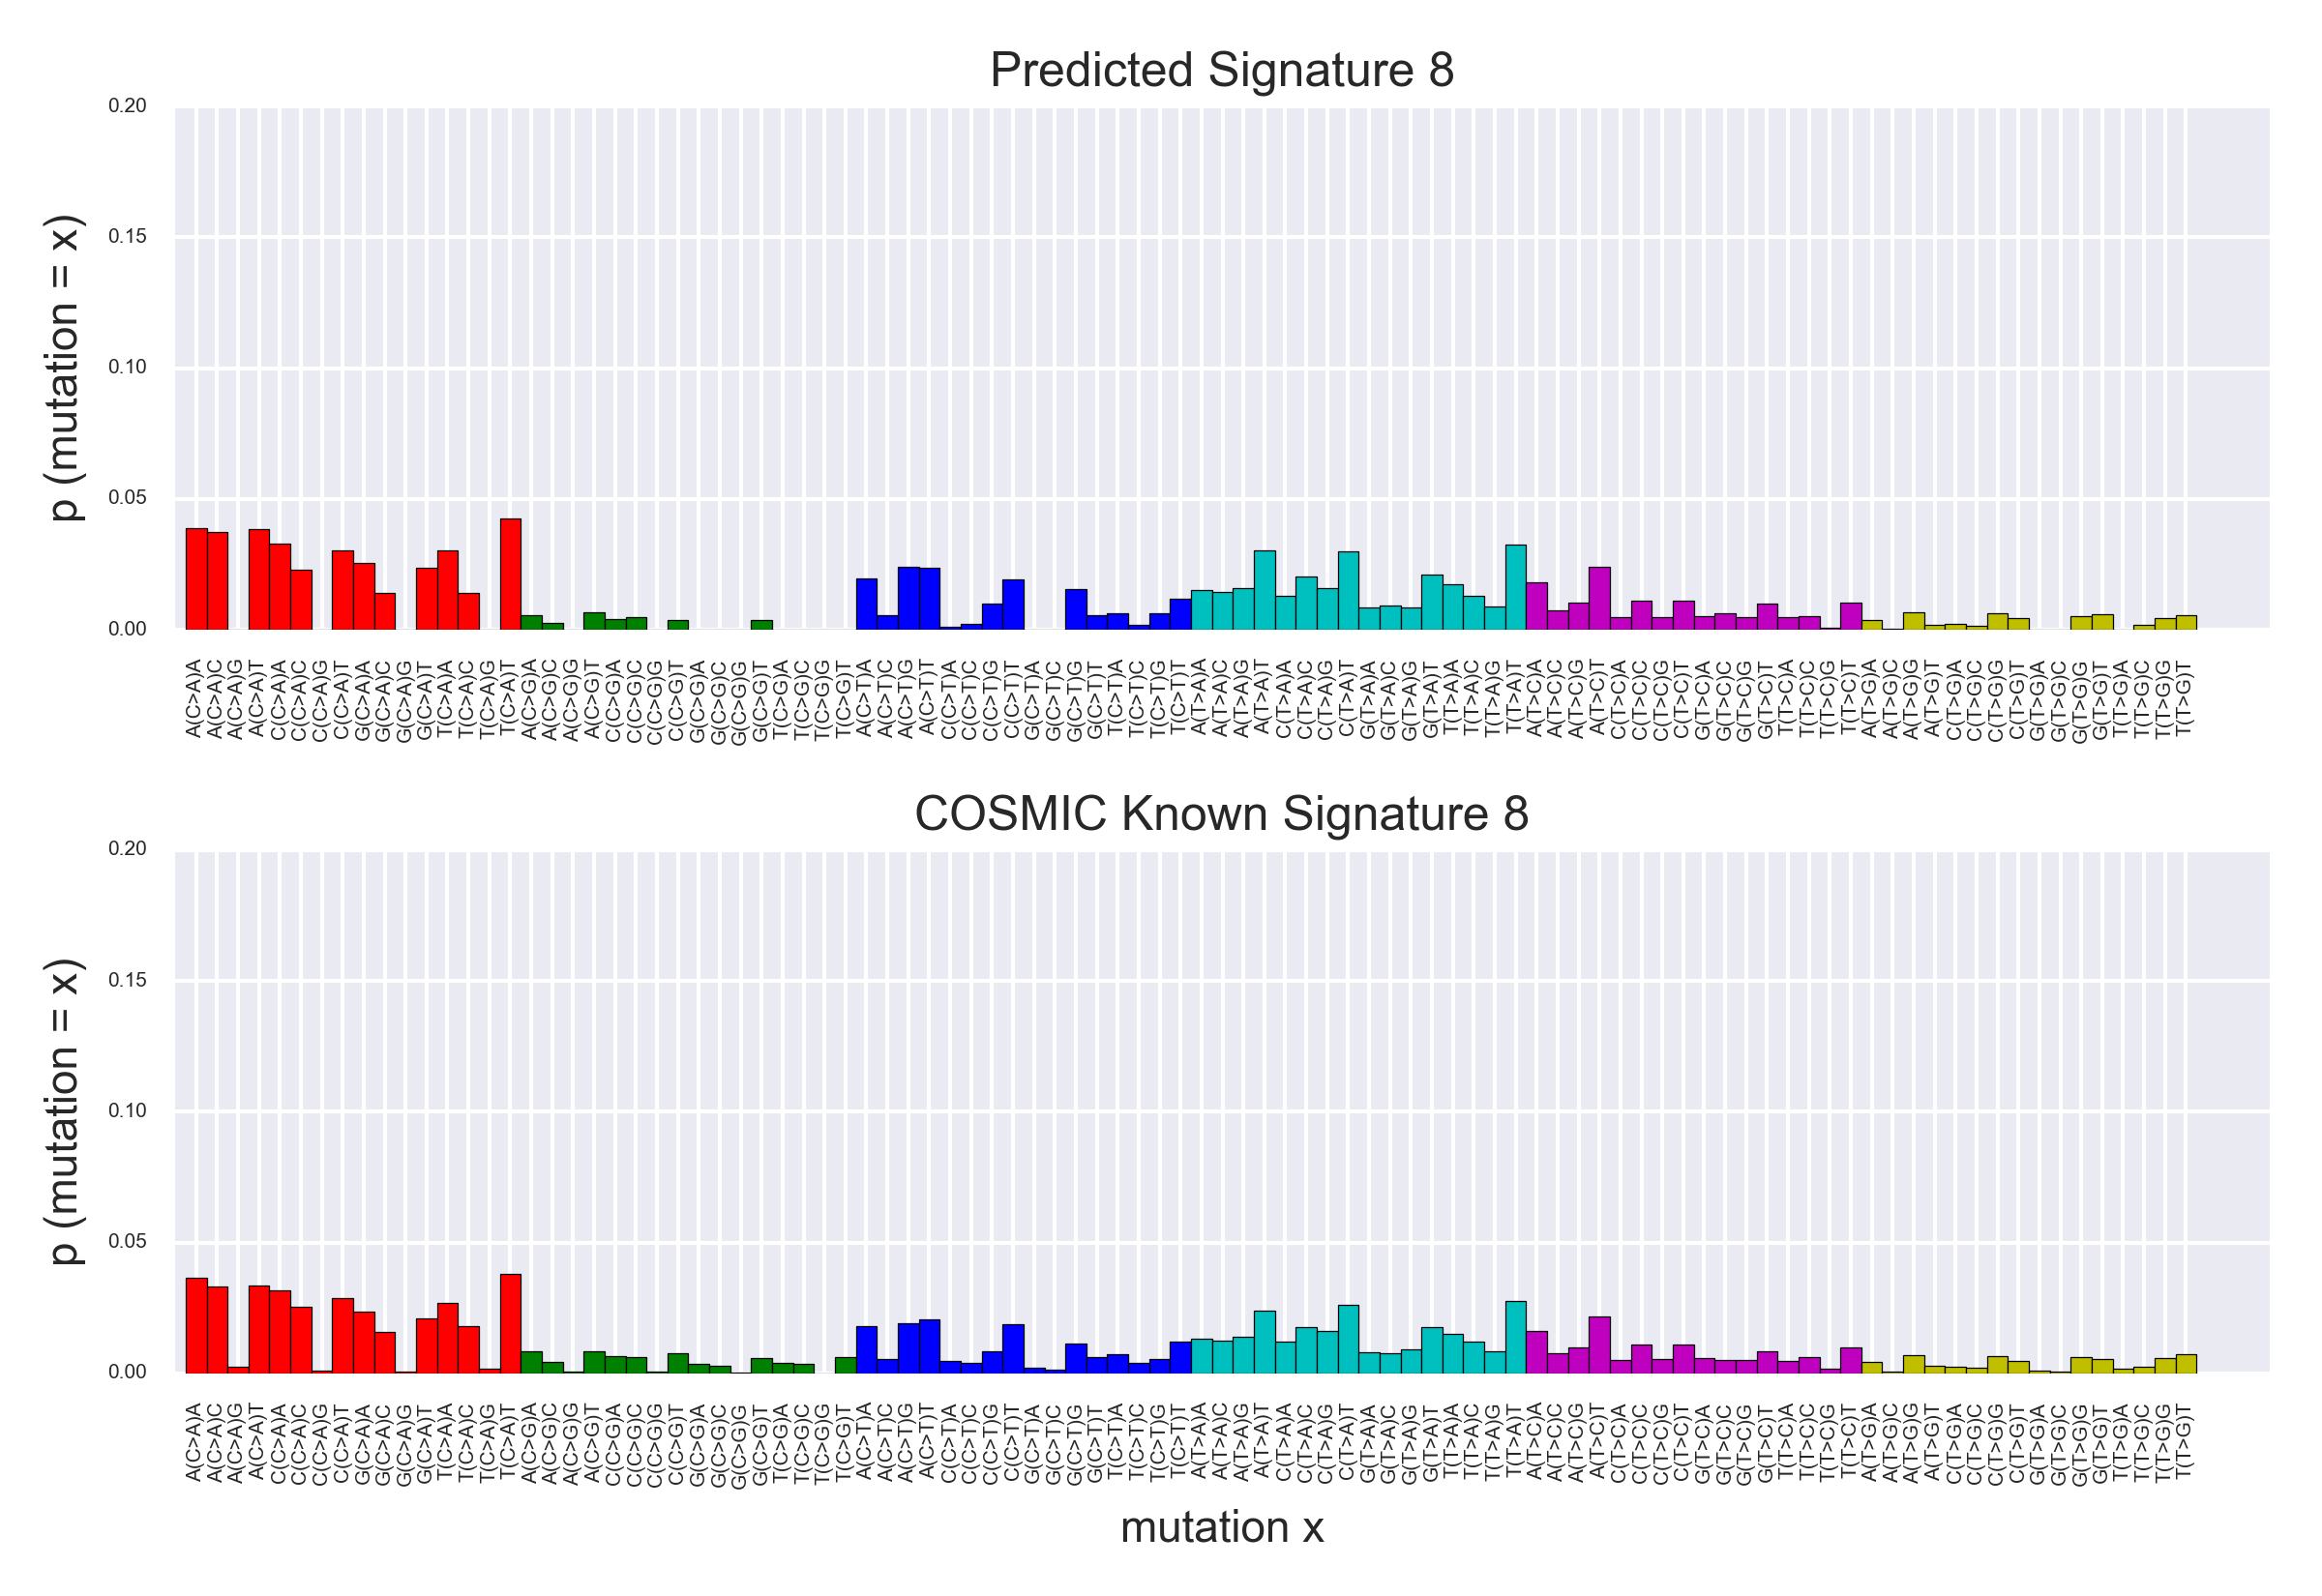 Predicted Signature 8
p (mutation = x)
0.20
0.15
0.10
0.05
0.00
A(C>A)A A(C>A)C A(C>A)G A(C>A)T C(C>A)A C(C>A)C C(C>A)G C(C>A)T G(C>A)A G(C>A)C G(C>A)G G(C>A)T T(C>A)A T(C>A)C T(C>A)G T(C>A)T A(C>G)A A(C>G)C A(C>G)G A(C>G)T C(C>G)A C(C>G)C C(C>G)G C(C>G)T G(C>G)A G(C>G)C G(C>G)G G(C>G)T T(C>G)A T(C>G)C T(C>G)G T(C>G)T A(C>T)A A(C>T)C A(C>T)G A(C>T)T C(C>T)A C(C>T)C C(C>T)G C(C>T)T G(C>T)A G(C>T)C G(C>T)G G(C>T)T T(C>T)A T(C>T)C T(C>T)G T(C>T)T A(T>A)A A(T>A)C A(T>A)G A(T>A)T C(T>A)A C(T>A)C C(T>A)G C(T>A)T G(T>A)A G(T>A)C G(T>A)G G(T>A)T T(T>A)A T(T>A)C T(T>A)G T(T>A)T A(T>C)A A(T>C)C A(T>C)G A(T>C)T C(T>C)A C(T>C)C C(T>C)G C(T>C)T G(T>C)A G(T>C)C G(T>C)G G(T>C)T T(T>C)A T(T>C)C T(T>C)G T(T>C)T A(T>G)A A(T>G)C A(T>G)G A(T>G)T C(T>G)A C(T>G)C C(T>G)G C(T>G)T G(T>G)A G(T>G)C G(T>G)G G(T>G)T T(T>G)A T(T>G)C T(T>G)G T(T>G)T
COSMIC Known Signature 8
p (mutation = x)
0.20
0.15
0.10
0.05
0.00
A(C>A)A A(C>A)C A(C>A)G A(C>A)T C(C>A)A C(C>A)C C(C>A)G C(C>A)T G(C>A)A G(C>A)C G(C>A)G G(C>A)T T(C>A)A T(C>A)C T(C>A)G T(C>A)T A(C>G)A A(C>G)C A(C>G)G A(C>G)T C(C>G)A C(C>G)C C(C>G)G C(C>G)T G(C>G)A G(C>G)C G(C>G)G G(C>G)T T(C>G)A T(C>G)C T(C>G)G T(C>G)T A(C>T)A A(C>T)C A(C>T)G A(C>T)T C(C>T)A C(C>T)C C(C>T)G C(C>T)T G(C>T)A G(C>T)C G(C>T)G G(C>T)T T(C>T)A T(C>T)C T(C>T)G T(C>T)T A(T>A)A A(T>A)C A(T>A)G A(T>A)T C(T>A)A C(T>A)C C(T>A)G C(T>A)T G(T>A)A G(T>A)C G(T>A)G G(T>A)T T(T>A)A T(T>A)C T(T>A)G T(T>A)T A(T>C)A A(T>C)C A(T>C)G A(T>C)T C(T>C)A C(T>C)C C(T>C)G C(T>C)T G(T>C)A G(T>C)C G(T>C)G G(T>C)T T(T>C)A T(T>C)C T(T>C)G T(T>C)T A(T>G)A A(T>G)C A(T>G)G A(T>G)T C(T>G)A C(T>G)C C(T>G)G C(T>G)T G(T>G)A G(T>G)C G(T>G)G G(T>G)T T(T>G)A T(T>G)C T(T>G)G T(T>G)T
mutation x